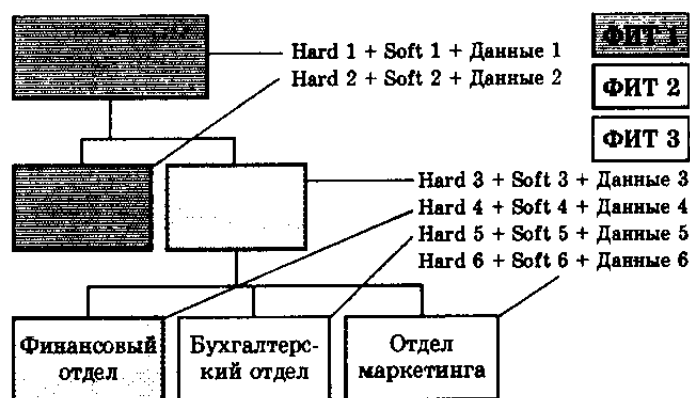 Hard 1 + Soft 1 + Данные 1
Hard 2 + Soft 2 + Данные 2
ФИТ 1
ФИТ 2
ФИТ 3
Hard 3 + Soft 3 + Данные 3
Hard 4 + Soft 4 + Данные 4
Hard 5 + Soft 5 + Данные 5
Hard 6 + Soft 6 + Данные 6
Финансовый
отдел
Бухгалтерс-
кий отдел
Отдел
маркетинга